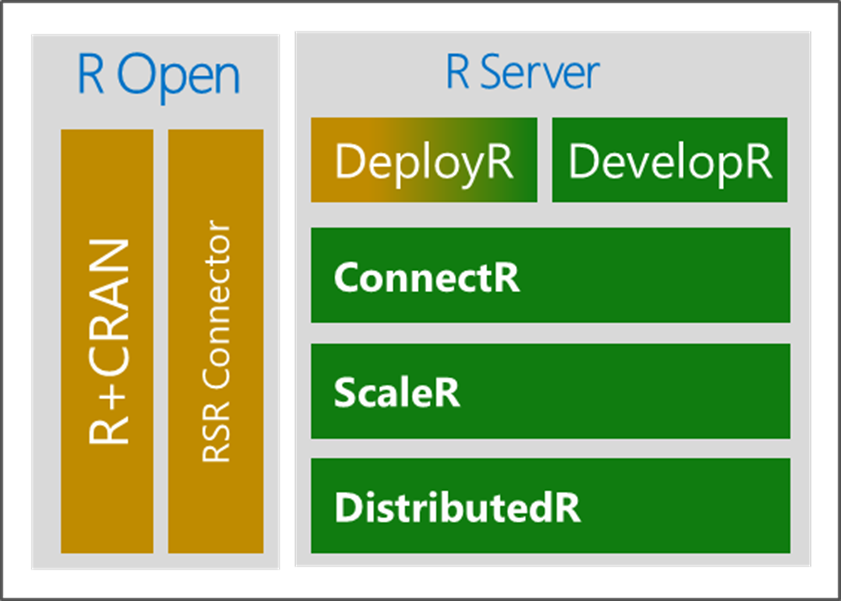 R Open
R+CRAN
RSR Connector
R Server
DeployR
DevelopR
ConnectR
ScaleR
DistributedR